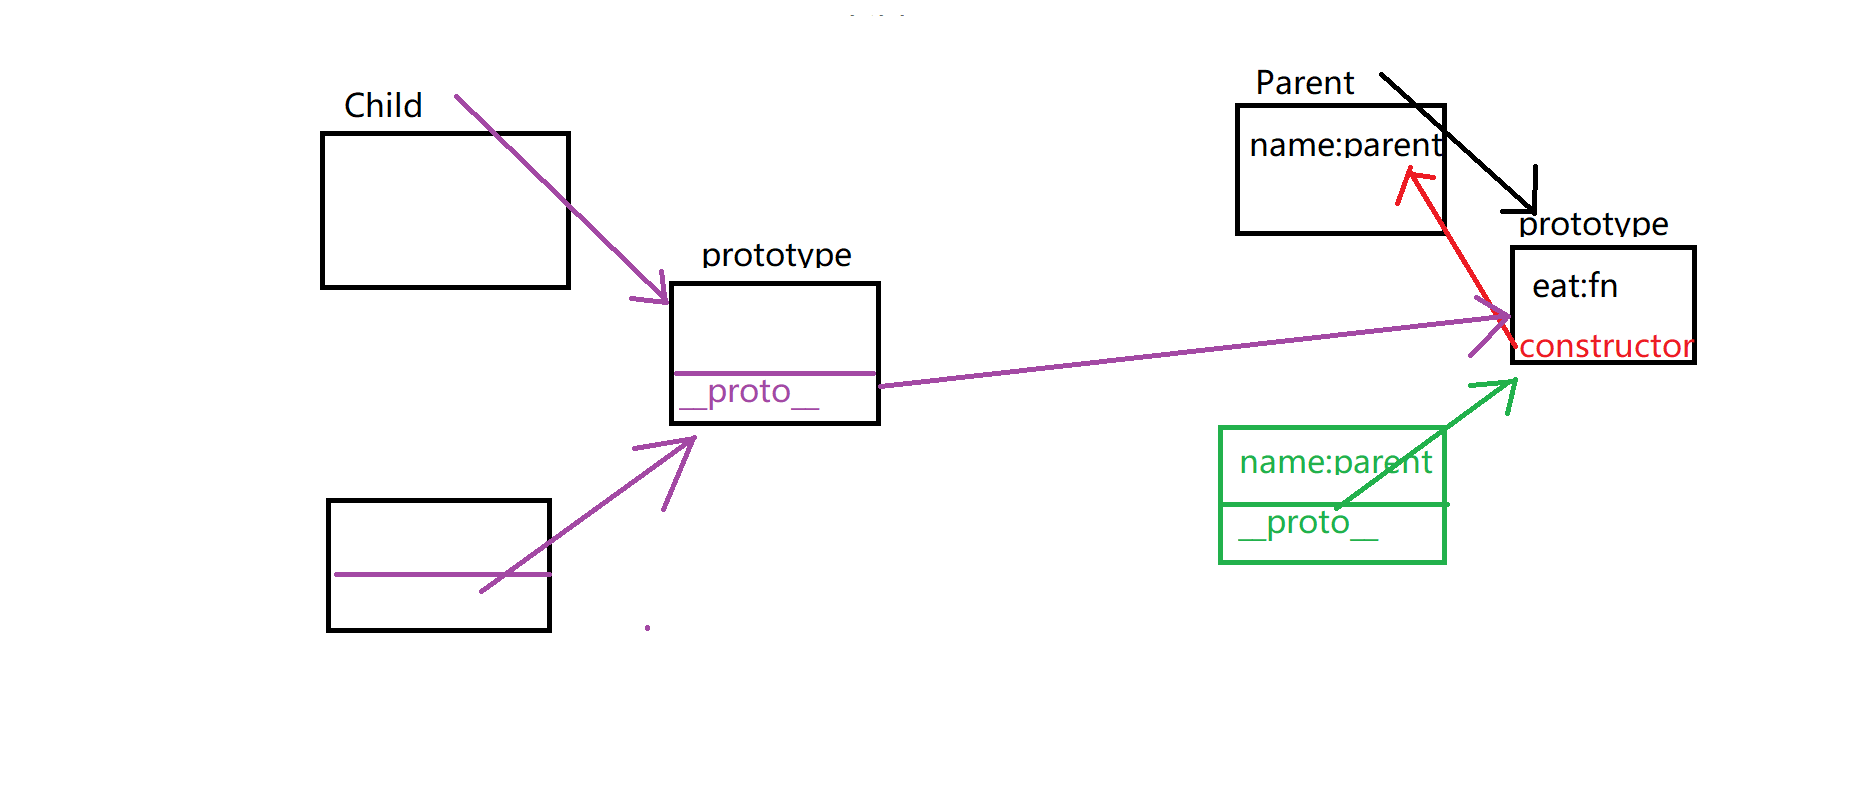 Child
Parent
name:parent
prototype
prototype
eat:fn
constructor
__proto__
name:parent
__proto__